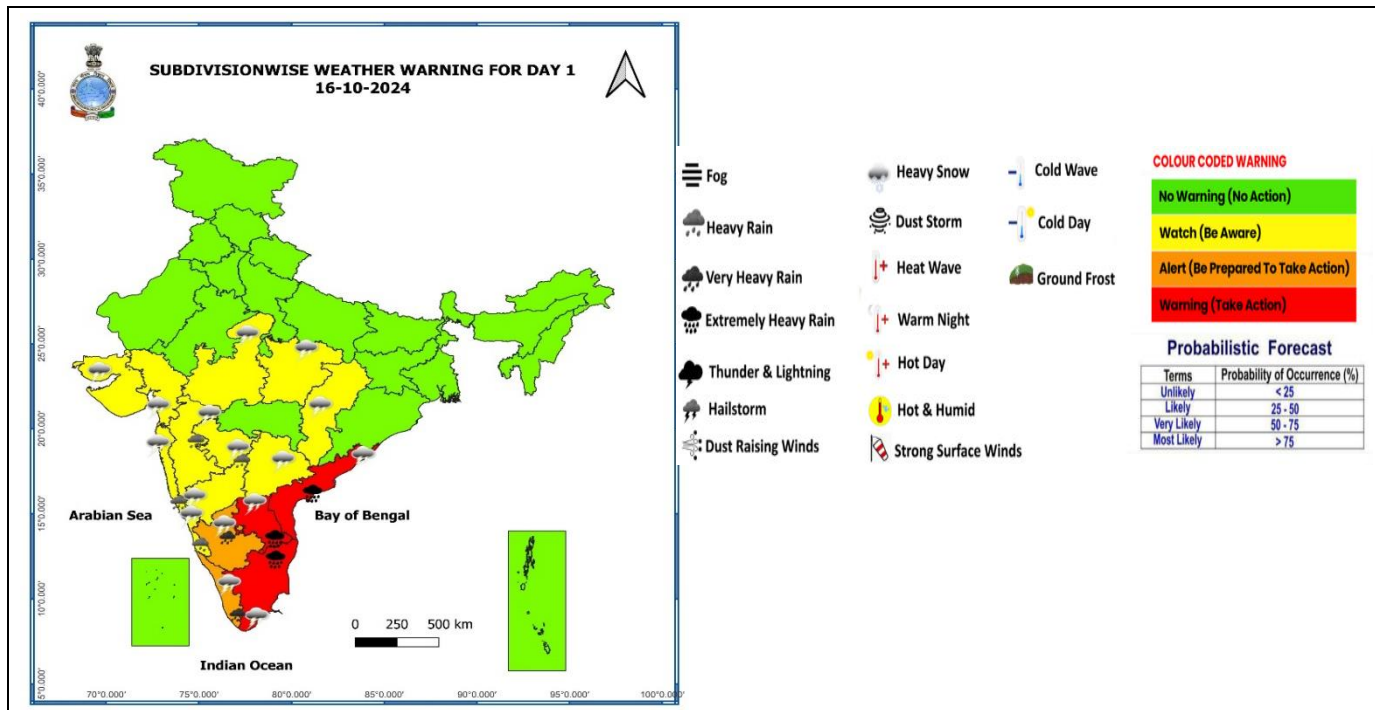 SUBDIVISIONWISE WEATHER WARNING FOR DAY 1
16-10-2024
40°0.000'
35°0.000'
30°0.000'
25°0.000'
20°0.000'
15°0.000'
10°0.000'
5°0.000'
Arabian Sea
Bay of Bengal
Indian Ocean
0 250 500 km
70°0.000' 75°0.000' 80°0.000' 85°0.000' 90°0.000' 95°0.000' 100°0.000'
Fog
Heavy Rain
Very Heavy Rain
Extremely Heavy Rain
Thunder & Lightning
Hailstorm
Dust Raising Winds
Heavy Snow
Dust Storm
Heat Wave
Warm Night
Hot Day
Hot & Humid
Strong Surface Winds
Cold Wave
Cold Day
Ground Frost
COLOUR CODED WARNING
No Warning (No Action)
Watch (Be Aware)
Alert (Be Prepared To Take Action)
Warning (Take Action)
Probabilistic Forecast
Terms Probability of Occurrence (%)
Unlikely < 25
Likely 25 - 50
Very Likely 50 - 75
Most Likely > 75